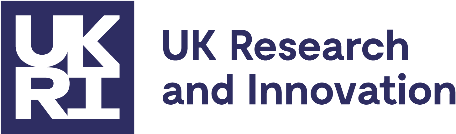 UK
RI
UK Research
and Innovation